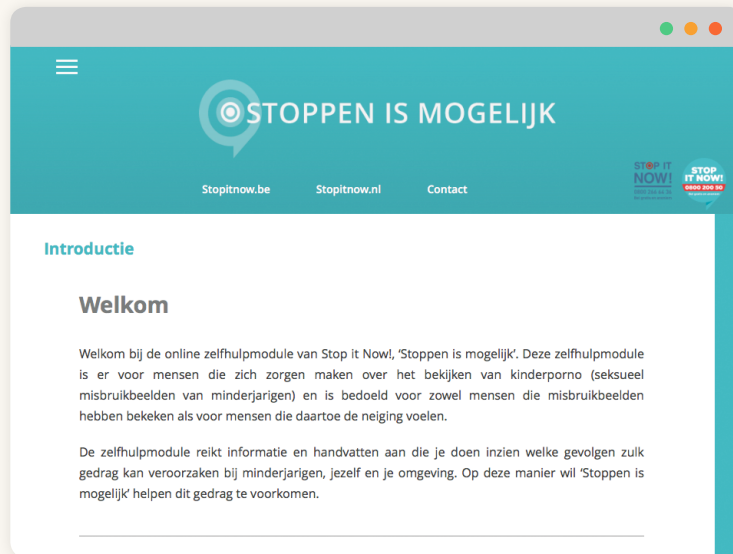 STOPPEN IS MOGELIJK
STOP IT
NOW!
STOP
IT NOW!
0800 200 50
Stopitnow.be Stopitnow.nl Contact
Introductie
Welkom
Welkom bij de online zelfhulpmodule van Stop it Now!, ‘Stoppen is mogelijk’. Deze zelfhulpmodule
is er voor mensen die zich zorgen maken over het bekijken van kinderporno (seksueel
misbruikbeelden van minderjarigen) en is bedoeld voor zowel mensen die misbruikbeelden
hebben bekeken als voor mensen die daartoe de neiging voelen.
De zelfhulpmodule reikt informatie en handvatten aan die je doen inzien welke gevolgen zulk
gedrag kan veroorzaken bij minderjarigen, jezelf en je omgeving. Op deze manier wil ‘Stoppen is
mogelijk’ helpen dit gedrag te voorkomen.